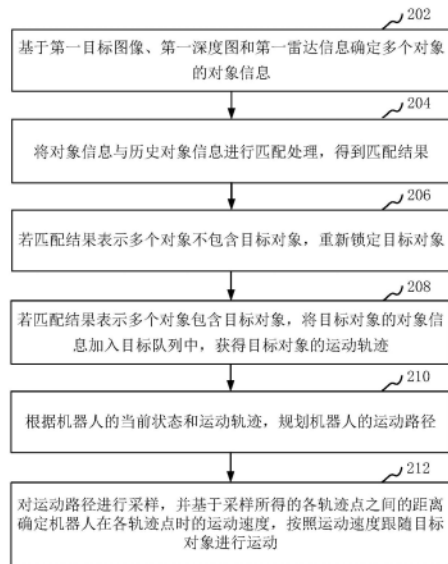 202
基于第一目标图像、第一深度图和第一雷达信息确定多个对象
的对象信息
204
将对象信息与历史对象信息进行匹配处理，得到匹配结果
206
若匹配结果表示多个对象不包含目标对象，重新锁定目标对象
208
若匹配结果表示多个对象包含目标对象，将目标对象的对象信
息加入目标队列中，获得目标对象的运动轨迹
210
根据机器人的当前状态和运动轨迹，规划机器人的运动路径
212
对运动路径进行采样，并基于采样所得的各轨迹点之间的距离
确定机器人在各轨迹点时的运动速度，按照运动速度跟随目标
对象进行运动